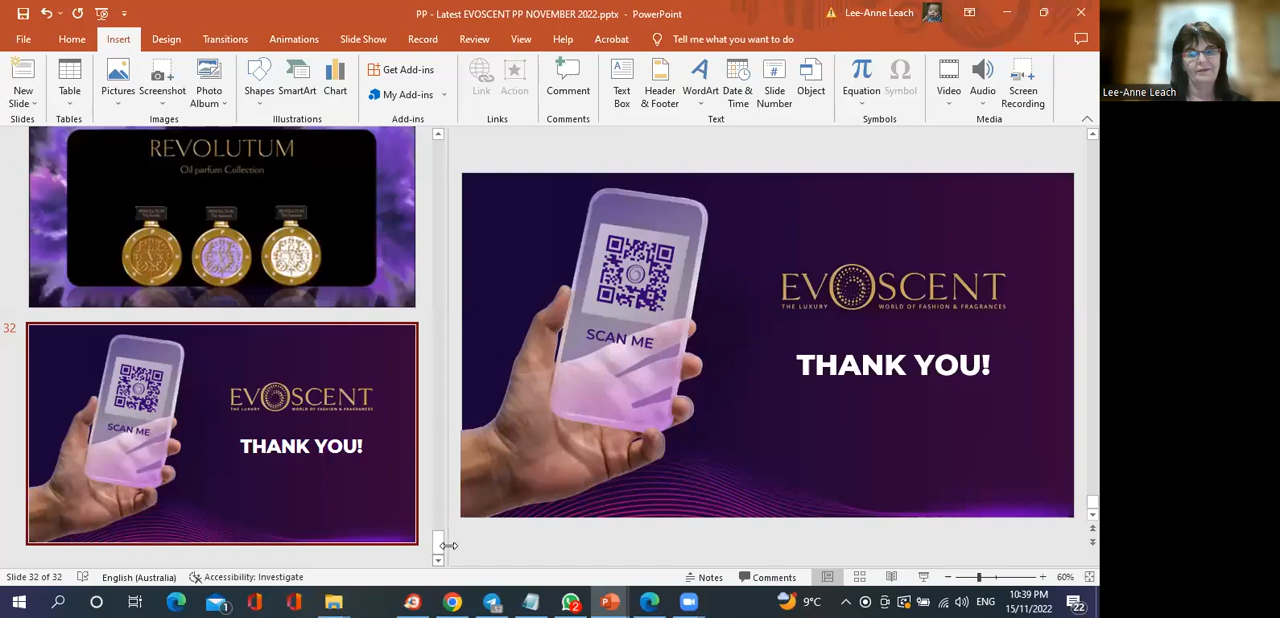 PP - Latest EVOSCENT PP NOVEMBER 2022.pptx - PowerPoint
Lee-Anne Leach
File Home Insert Design Transitions Animations Slide Show Record Review View Help Acrobat Tell me what you want to do
New Slide
Table
Pictures
Screenshot
Photo Album
Shapes
SmartArt
Chart
Get Add-ins
My Add-ins
Link
Action
Comment
Text Box
Header & Footer
WordArt
Date & Time
Slide Number
Object
Equation
Symbol
Video
Audio
Screen Recording
Slides Tables Images Illustrations Add-ins Links Comments Text Symbols Media
Lee-Anne Leach
REVOLUTUM
Oil parfum Collection
32
SCAN ME
EVOSCENT
THE LUXURY WORLD OF FASHION & FRAGRANCES
THANK YOU!
SCAN ME
EVOSCENT
THE LUXURY WORLD OF FASHION & FRAGRANCES
THANK YOU!
Slide 32 of 32 English (Australia) Accessibility: Investigate Notes Comments 60%
9°C ENG 10:39 PM
15/11/2022
22